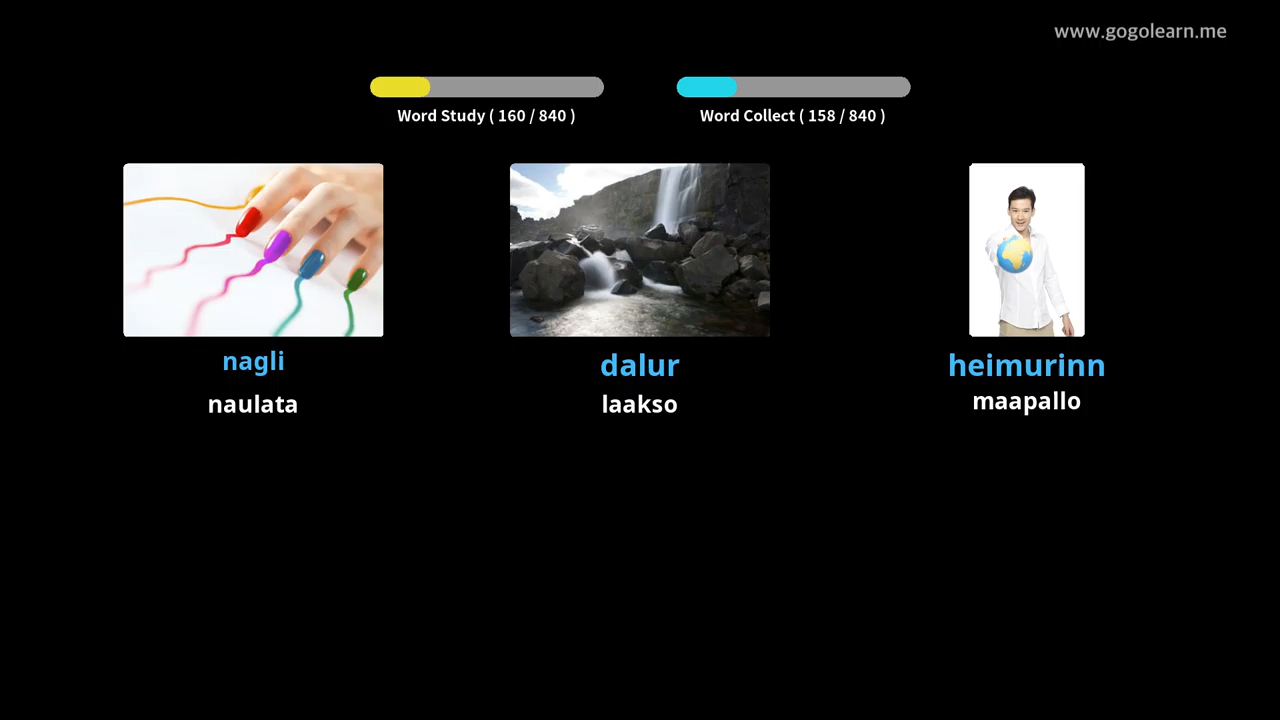 www.gogolearn.me
Word Study ( 160 / 840 )
Word Collect ( 158 / 840 )
nagli
naulata
dalur
laakso
heimurinn
maapallo